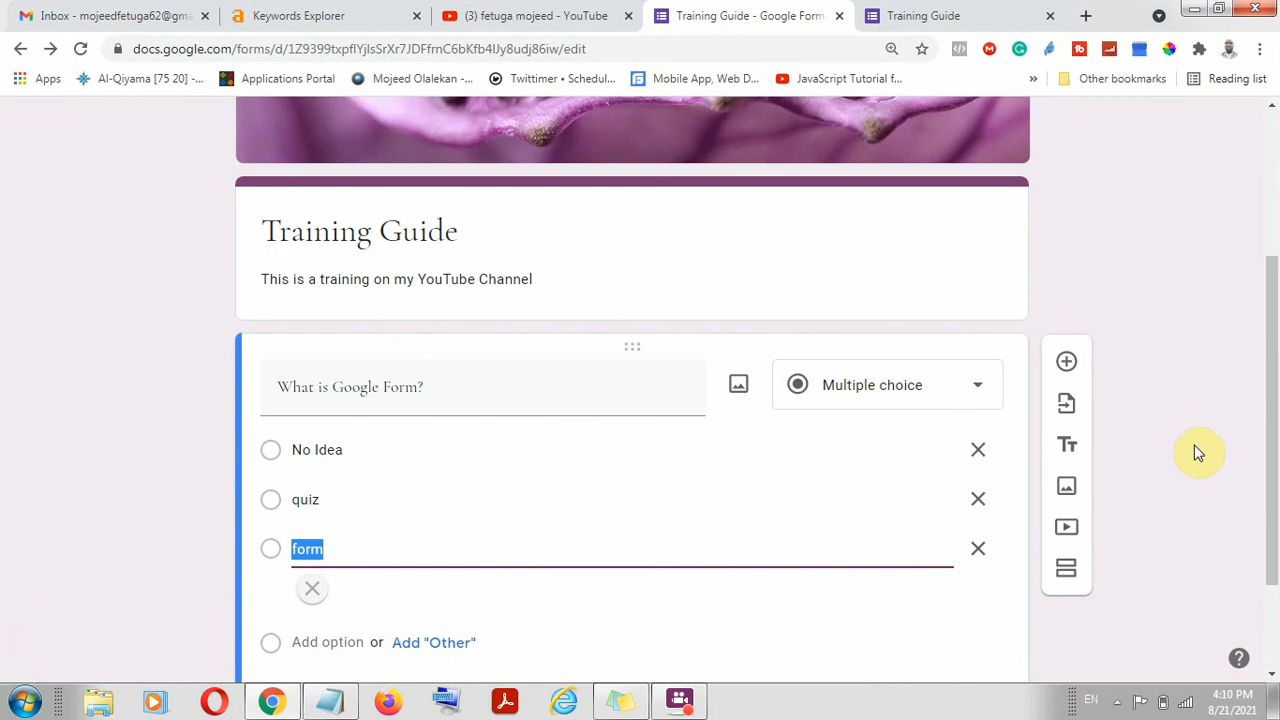 mojeedfetuga62@gm
Inbox - mojeedfetuga62@gm
Keywords Explorer
(3) fetuga mojeed - YouTube
Training Guide - Google Form
Training Guide
docs.google.com/forms/d/1Z9399txpflYjIsSrXr7JDFfrnC6bKfb4IJy8udj86iw/edit
Apps
Al-Qiyama [75 20] -...
Applications Portal
Mojeed Olalekan -...
Twittimer • Schedul...
Mobile App, Web D...
JavaScript Tutorial f...
»
Other bookmarks
Reading list
Training Guide
This is a training on my YouTube Channel
What is Google Form?
Multiple choice
No Idea
quiz
form
Add option or Add "Other"
EN
4:10 PM
8/21/2021